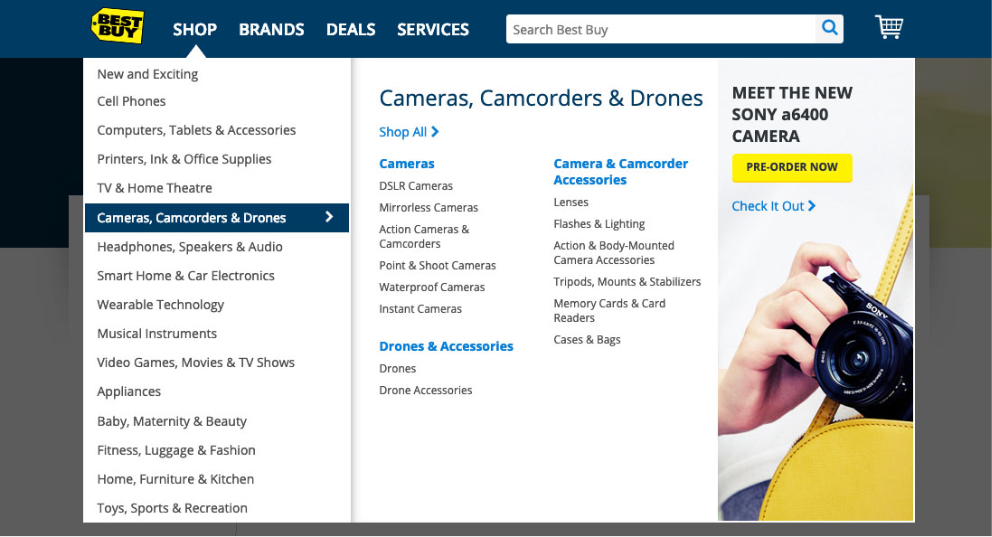 BEST
BUY
SHOP
BRANDS
DEALS
SERVICES
Search Best Buy
New and Exciting
Cell Phones
Computers, Tablets & Accessories
Printers, Ink & Office Supplies
TV & Home Theatre
Cameras, Camcorders & Drones
Headphones, Speakers & Audio
Smart Home & Car Electronics
Wearable Technology
Musical Instruments
Video Games, Movies & TV Shows
Appliances
Baby, Maternity & Beauty
Fitness, Luggage & Fashion
Home, Furniture & Kitchen
Toys, Sports & Recreation
Cameras, Camcorders & Drones
Shop All
Cameras
DSLR Cameras
Mirrorless Cameras
Action Cameras &
Camcorders
Point & Shoot Cameras
Waterproof Cameras
Instant Cameras
Drones & Accessories
Drones
Drone Accessories
Camera & Camcorder
Accessories
Lenses
Flashes & Lighting
Action & Body-Mounted
Camera Accessories
Tripods, Mounts & Stabilizers
Memory Cards & Card
Readers
Cases & Bags
MEET THE NEW
SONY a6400
CAMERA
PRE-ORDER NOW
Check It Out
SONY